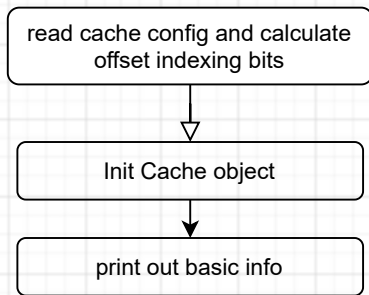 read cache config and calculate
offset indexing bits
Init Cache object
print out basic info